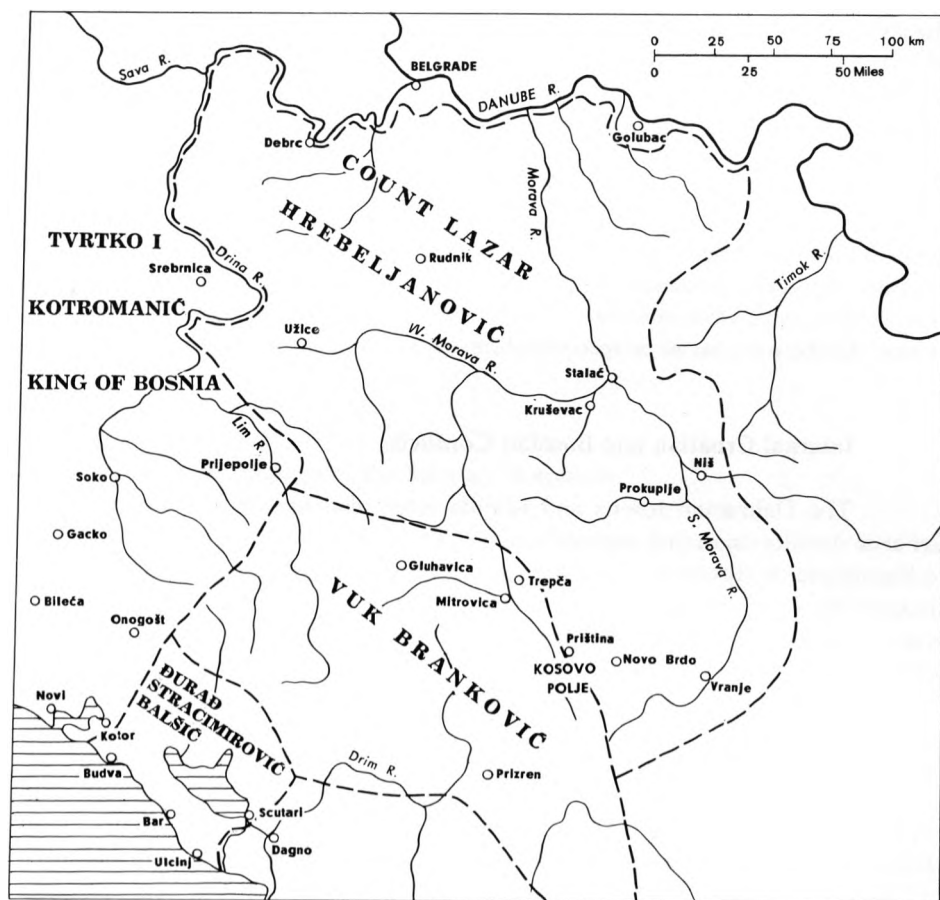 0 25 50 75 100 km
0 25 50 Miles
Sava R.
BELGRADE
DANUBE R.
Golubac
Debrc
COUNT LAZAR
HREBELJANOVIĆ
Morava R.
TVRTKO I
KOTROMANIĆ
KING OF BOSNIA
Drina R.
Srebrnica
Rudnik
Timok R.
Užice
W. Morava R.
Stalać
Kruševac
Lim R.
Prijepolje
Soko
Niš
Prokuplje
Gacko
S. Morava R.
Gluhavica
Trepča
Mitrovica
Bileća
Onogošt
VUK BRANKOVIĆ
Priština
KOSOVO
POLJE
Novo Brdo
Vranje
ĐURAĐ
STRACIMIROVIĆ
BALŠIĆ
Novi
Kotor
Budva
Drim R.
Prizren
Bar
Scutari
Dagno
Ulcinj